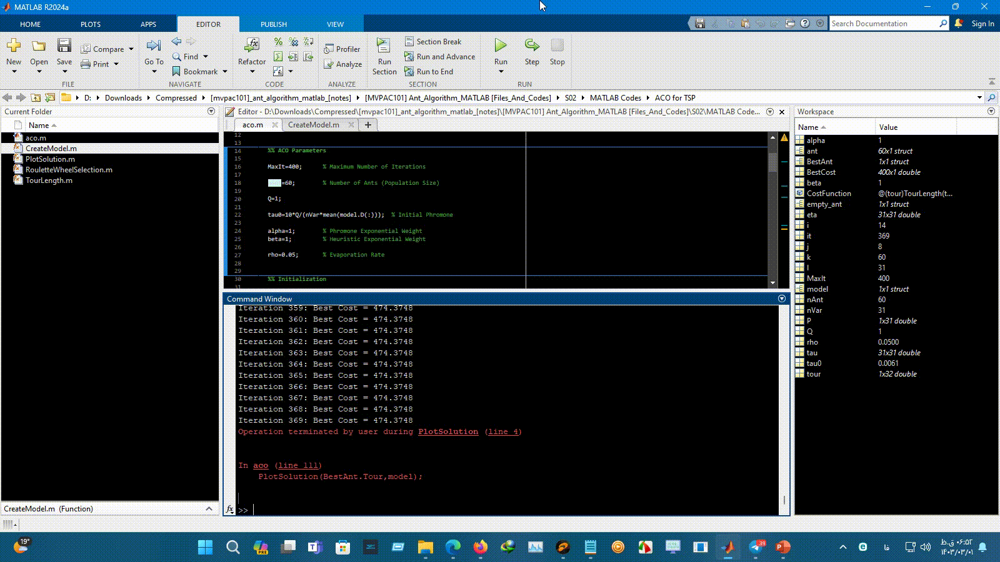 MATLAB R2024a
HOME PLOTS APPS EDITOR PUBLISH VIEW
Search Documentation
Sign In
New Open Save Compare Print
FILE
Go To Find Bookmark
NAVIGATE
Refactor
CODE
Profiler
Analyze
ANALYZE
Run Section
Section Break
Run and Advance
Run to End
SECTION
Run Step Stop
RUN
D: Downloads Compressed [mvpac101]_ant_algorithm_matlab_[notes] [MVPAC101] Ant_Algorithm_MATLAB [Files_And_Codes] S02 MATLAB Codes ACO for TSP
Current Folder
Name
aco.m
CreateModel.m
PlotSolution.m
RouletteWheelSelection.m
TourLength.m
CreateModel.m (Function)
Editor - D:\Downloads\Compressed\[mvpac101]_ant_algorithm_matlab_[notes]\[MVPAC101] Ant_Algorithm_MATLAB [Files_And_Codes]\S02\MATLAB Code...
aco.m CreateModel.m
12
13
14 %% ACO Parameters
15
16 MaxIt=400; % Maximum Number of Iterations
17
18 =60; % Number of Ants (Population Size)
19
20 Q=1;
21
22 tau0=10*Q/(nVar*mean(model.D(:))); % Initial Phromone
23
24 alpha=1; % Phromone Exponential Weight
25 beta=1; % Heuristic Exponential Weight
26
27 rho=0.05; % Evaporation Rate
28
29
30 %% Initialization
31
Command Window
Iteration 359: Best Cost = 474.3748
Iteration 360: Best Cost = 474.3748
Iteration 361: Best Cost = 474.3748
Iteration 362: Best Cost = 474.3748
Iteration 363: Best Cost = 474.3748
Iteration 364: Best Cost = 474.3748
Iteration 365: Best Cost = 474.3748
Iteration 366: Best Cost = 474.3748
Iteration 367: Best Cost = 474.3748
Iteration 368: Best Cost = 474.3748
Iteration 369: Best Cost = 474.3748
Operation terminated by user during PlotSolution (line 4)
In aco (line 111)
PlotSolution(BestAnt.Tour,model);
fx >>
Workspace
Name Value
alpha 1
ant 60x1 struct
BestAnt 1x1 struct
BestCost 400x1 double
beta 1
CostFunction @(tour)TourLength(t...
empty_ant 1x1 struct
eta 31x31 double
i 14
it 369
j 8
k 60
l 31
MaxIt 400
model 1x1 struct
nAnt 60
nVar 31
P 1x31 double
Q 1
rho 0.0500
tau 31x31 double
tau0 0.0061
tour 1x32 double
19°
PRE
39
فا
۰۶:۵۲ ق.ظ
۱۴۰۳/۰۳/۰۱